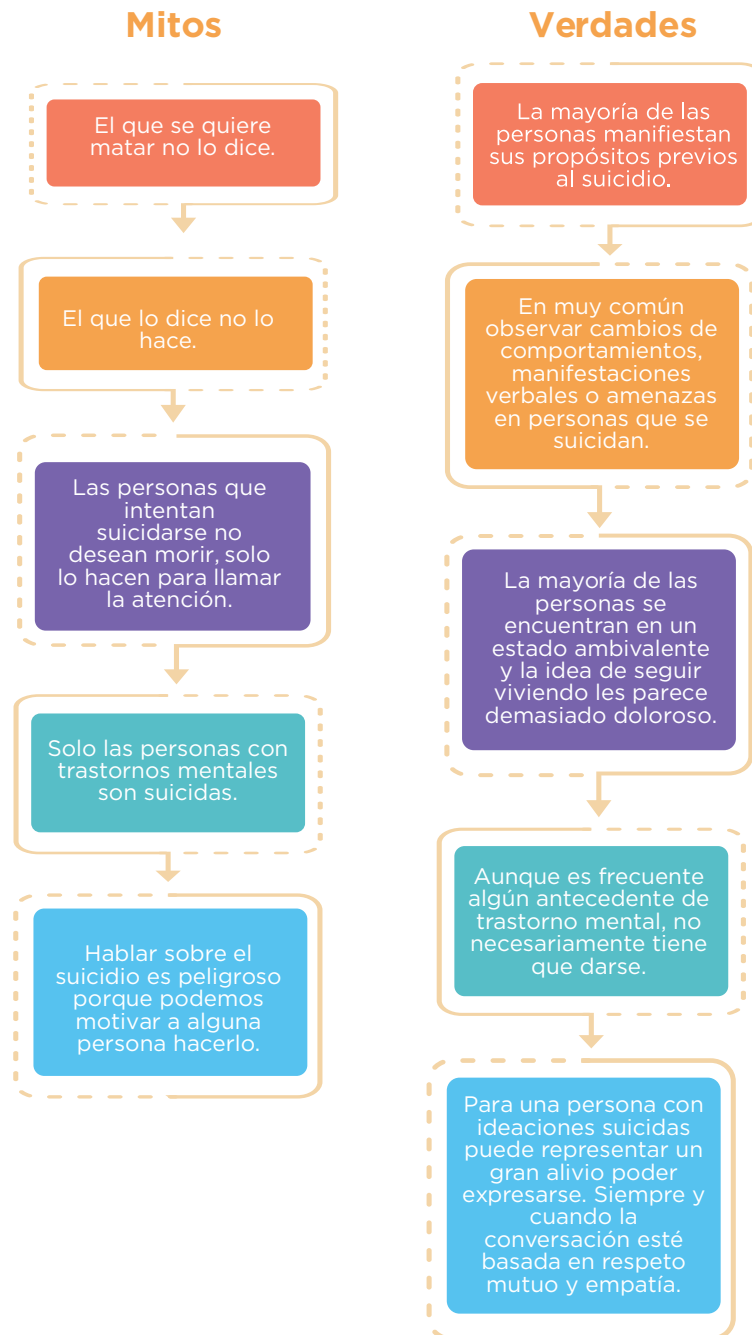 Mitos
El que se quiere
matar no lo dice.
El que lo dice no lo
hace.
Las personas que
intentan
suicidarse no
desean morir, solo
lo hacen para llamar
la atención.
Solo las personas con
trastornos mentales
son suicidas.
Hablar sobre el
suicidio es peligroso
porque podemos
motivar a alguna
persona hacerlo.
Verdades
La mayoría de las
personas manifiestan
sus propósitos previos
al suicidio.
En muy común
observar cambios de
comportamientos,
manifestaciones
verbales o amenazas
en personas que se
suicidan.
La mayoría de las
personas se
encuentran en un
estado ambivalente
y la idea de seguir
viviendo les parece
demasiado doloroso.
Aunque es frecuente
algún antecedente de
trastorno mental, no
necesariamente tiene
que darse.
Para una persona con
ideaciones suicidas
puede representar un
gran alivio poder
expresarse. Siempre y
cuando la
conversación esté
basada en respeto
mutuo y empatía.